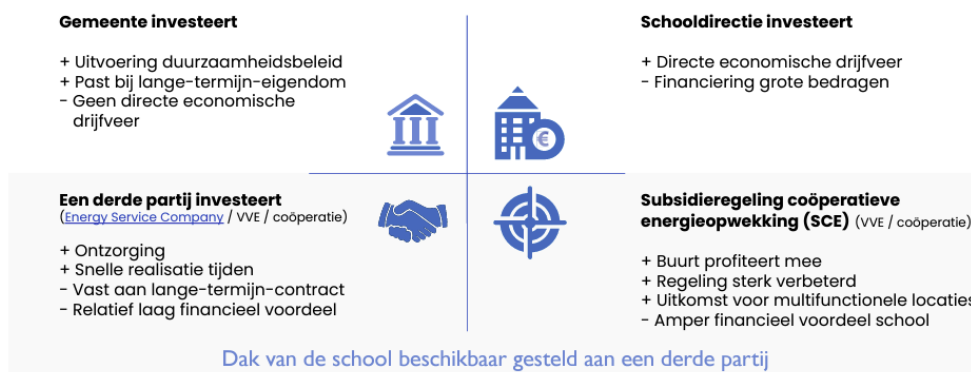 Gemeente investeert
+ Uitvoering duurzaamheidsbeleid
+ Past bij lange-termijn-eigendom
- Geen directe economische
drijfveer
Schooldirectie investeert
+ Directe economische drijfveer
- Financiering grote bedragen
€
Een derde partij investeert
(Energy Service Company / VVE / coöperatie)
+ Ontzorging
+ Snelle realisatie tijden
- Vast aan lange-termijn-contract
- Relatief laag financieel voordeel
Subsidieregeling coöperatieve
energieopwekking (SCE) (VVE / coöperatie)
+ Buurt profiteert mee
+ Regeling sterk verbeterd
+ Uitkomst voor multifunctionele locaties
- Amper financieel voordeel school
Dak van de school beschikbaar gesteld aan een derde partij